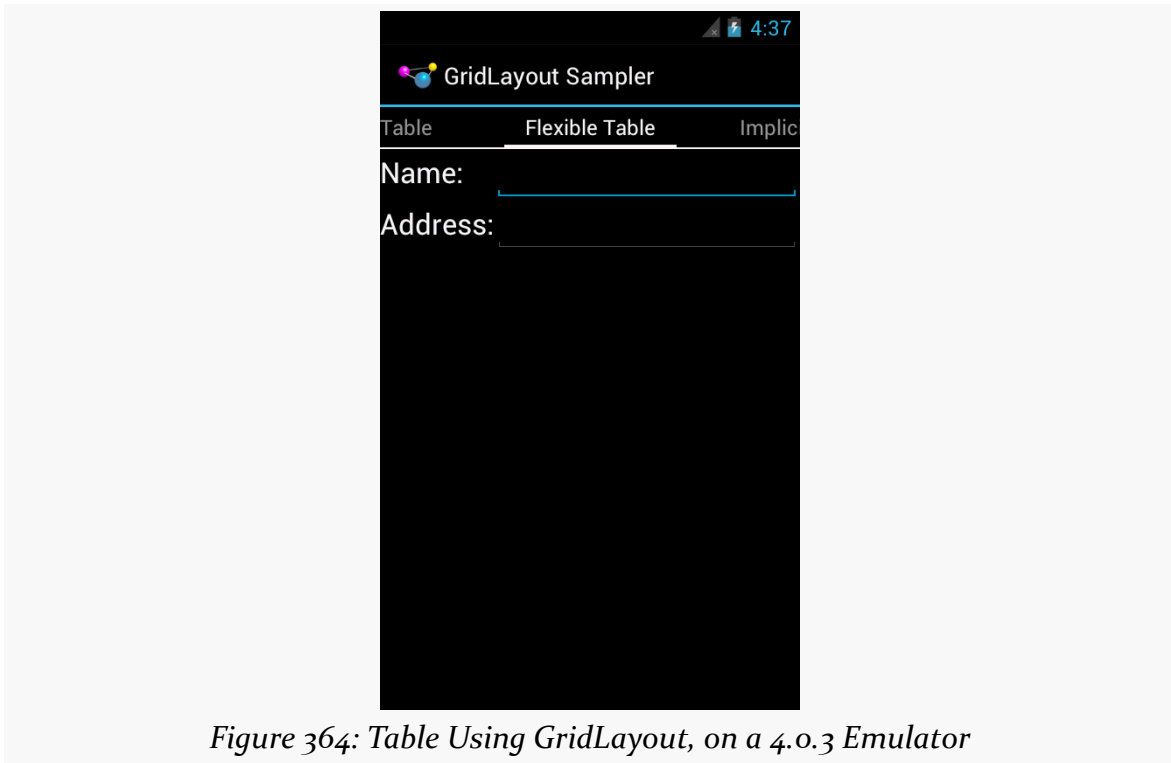 4:37
GridLayout Sampler
Table Flexible Table Implici
Name:
Address:
Figure 364: Table Using GridLayout, on a 4.0.3 Emulator